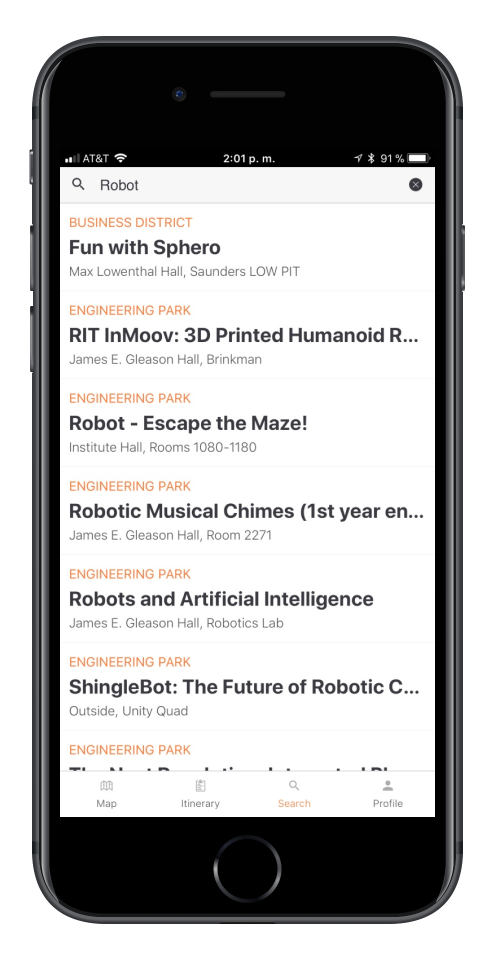 AT&T 2:01 p. m. 91 %
Robot
BUSINESS DISTRICT
Fun with Sphero
Max Lowenthal Hall, Saunders LOW PIT
ENGINEERING PARK
RIT InMoov: 3D Printed Humanoid R...
James E. Gleason Hall, Brinkman
ENGINEERING PARK
Robot - Escape the Maze!
Institute Hall, Rooms 1080-1180
ENGINEERING PARK
Robotic Musical Chimes (1st year en...
James E. Gleason Hall, Room 2271
ENGINEERING PARK
Robots and Artificial Intelligence
James E. Gleason Hall, Robotics Lab
ENGINEERING PARK
ShingleBot: The Future of Robotic C...
Outside, Unity Quad
ENGINEERING PARK
Map Itinerary Search Profile